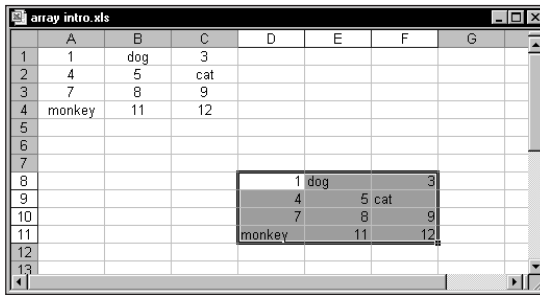 array intro.xls
A B C D E F G
1 1 dog 3
2 4 5 cat
3 7 8 9
4 monkey 11 12
5
6
7
8 1 dog 3
9 4 5 cat
10 7 8 9
11 monkey 11 12
12
13